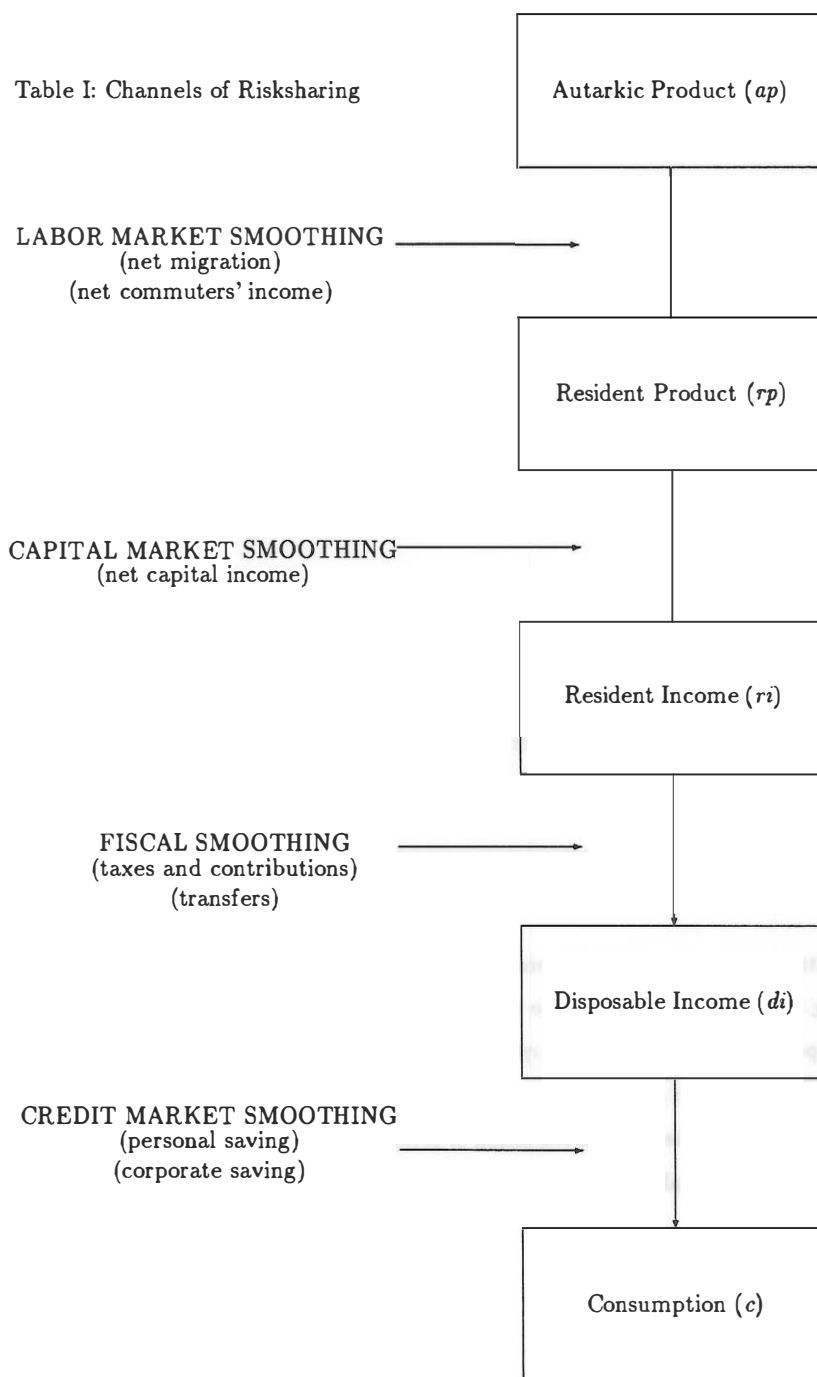 Table I: Channels of Risksharing
Autarkic Product (ap)
LABOR MARKET SMOOTHING
(net migration)
(net commuters' income)
Resident Product (rp)
CAPITAL MARKET SMOOTHING
(net capital income)
Resident Income (ri)
FISCAL SMOOTHING
(taxes and contributions)
(transfers)
Disposable Income (di)
CREDIT MARKET SMOOTHING
(personal saving)
(corporate saving)
Consumption (c)